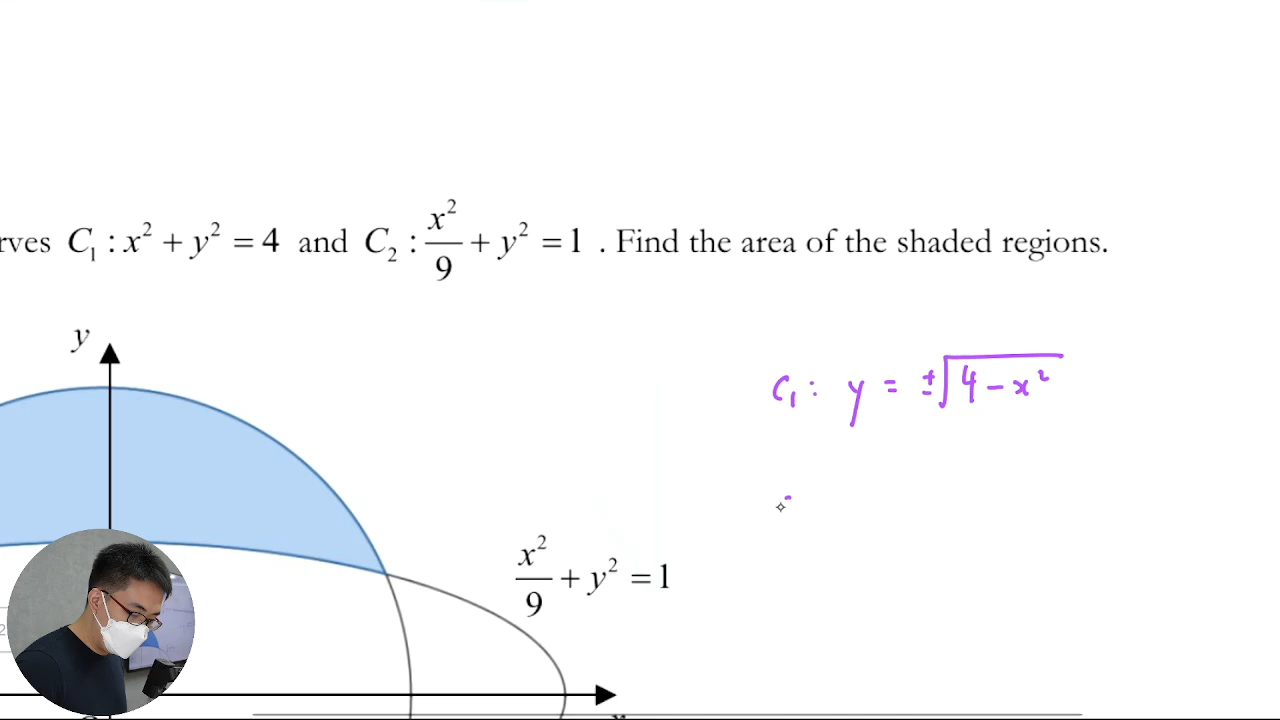 rves C₁ : x² + y² = 4 and C₂ : x²/9 + y² = 1 . Find the area of the shaded regions.
y
C₁ : y = ±√(4 − x²)
x²/9 + y² = 1
2